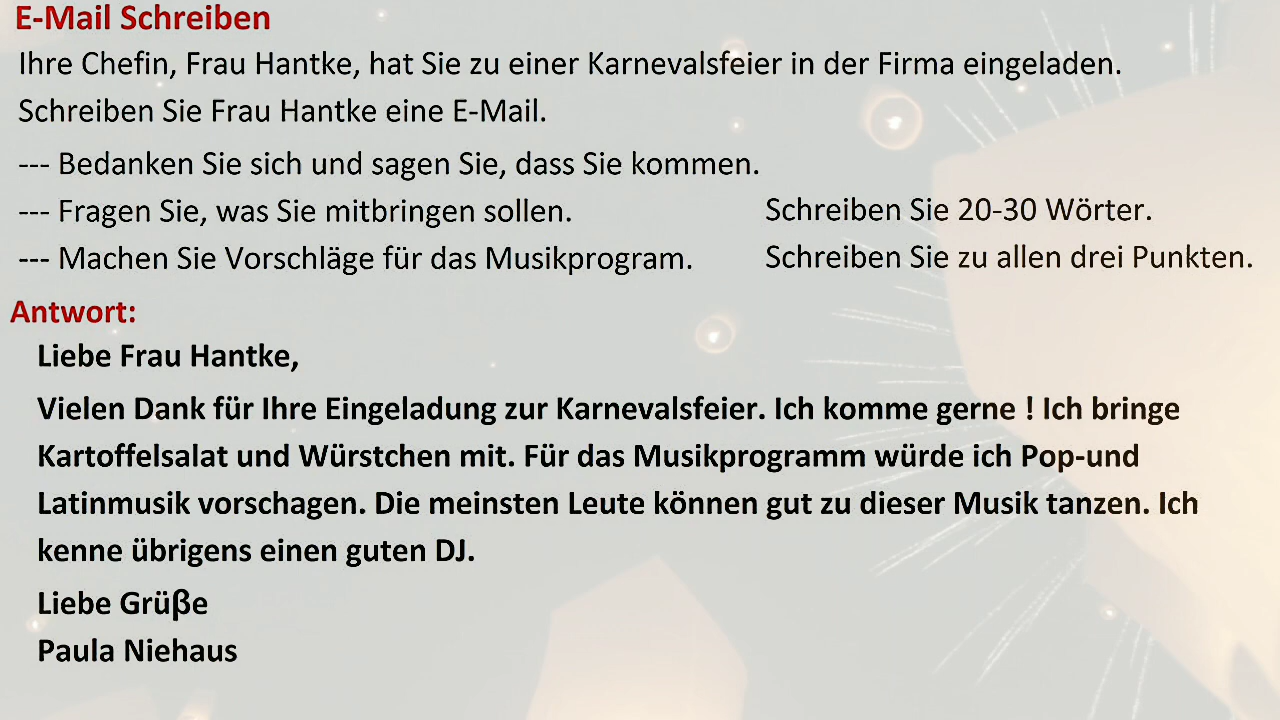 E-Mail Schreiben
Ihre Chefin, Frau Hantke, hat Sie zu einer Karnevalsfeier in der Firma eingeladen.
Schreiben Sie Frau Hantke eine E-Mail.
--- Bedanken Sie sich und sagen Sie, dass Sie kommen.
--- Fragen Sie, was Sie mitbringen sollen.
Schreiben Sie 20-30 Wörter.
--- Machen Sie Vorschläge für das Musikprogram.
Schreiben Sie zu allen drei Punkten.
Antwort:
Liebe Frau Hantke,
Vielen Dank für Ihre Eingeladung zur Karnevalsfeier. Ich komme gerne ! Ich bringe
Kartoffelsalat und Würstchen mit. Für das Musikprogramm würde ich Pop-und
Latinmusik vorschagen. Die meinsten Leute können gut zu dieser Musik tanzen. Ich
kenne übrigens einen guten DJ.
Liebe Grüβe
Paula Niehaus